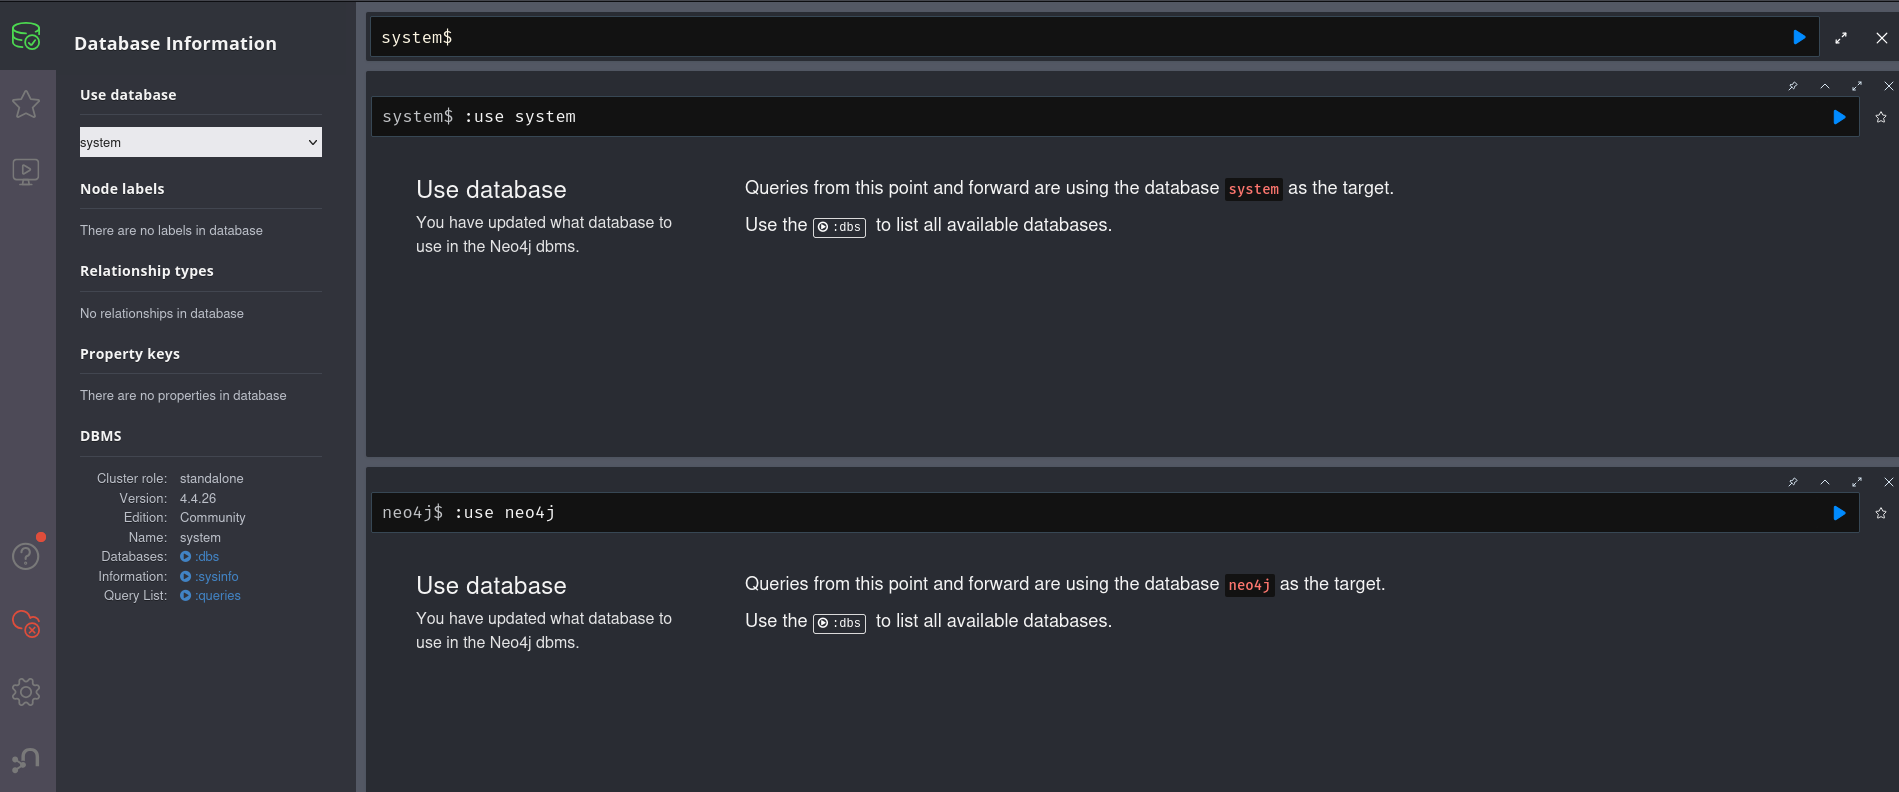 Database Information
Use database
system
Node labels
There are no labels in database
Relationship types
No relationships in database
Property keys
There are no properties in database
DBMS
Cluster role: standalone
Version: 4.4.26
Edition: Community
Name: system
Databases: :dbs
Information: :sysinfo
Query List: :queries
system$
system$ :use system
Use database
You have updated what database to
use in the Neo4j dbms.
Queries from this point and forward are using the database system as the target.
Use the :dbs to list all available databases.
neo4j$ :use neo4j
Use database
You have updated what database to
use in the Neo4j dbms.
Queries from this point and forward are using the database neo4j as the target.
Use the :dbs to list all available databases.